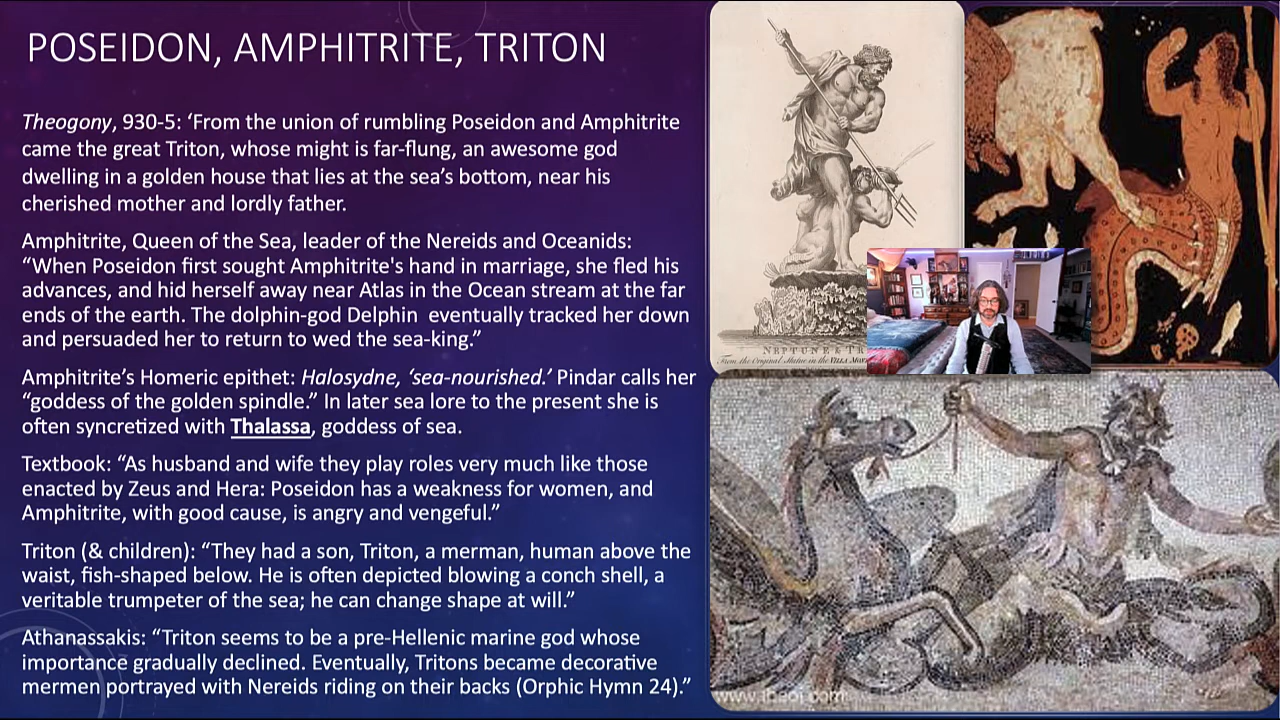 POSEIDON, AMPHITRITE, TRITON
Theogony, 930-5: ‘From the union of rumbling Poseidon and Amphitrite
came the great Triton, whose might is far-flung, an awesome god
dwelling in a golden house that lies at the sea’s bottom, near his
cherished mother and lordly father.
Amphitrite, Queen of the Sea, leader of the Nereids and Oceanids:
“When Poseidon first sought Amphitrite's hand in marriage, she fled his
advances, and hid herself away near Atlas in the Ocean stream at the far
ends of the earth. The dolphin-god Delphin eventually tracked her down
and persuaded her to return to wed the sea-king.”
Amphitrite’s Homeric epithet: Halosydne, ‘sea-nourished.’ Pindar calls her
“goddess of the golden spindle.” In later sea lore to the present she is
often syncretized with Thalassa, goddess of sea.
Textbook: “As husband and wife they play roles very much like those
enacted by Zeus and Hera: Poseidon has a weakness for women, and
Amphitrite, with good cause, is angry and vengeful.”
Triton (& children): “They had a son, Triton, a merman, human above the
waist, fish-shaped below. He is often depicted blowing a conch shell, a
veritable trumpeter of the sea; he can change shape at will.”
Athanassakis: “Triton seems to be a pre-Hellenic marine god whose
importance gradually declined. Eventually, Tritons became decorative
mermen portrayed with Nereids riding on their backs (Orphic Hymn 24).”
NEPTUNE & TR
From the Original Statue in the VILLA
www.theoi.com